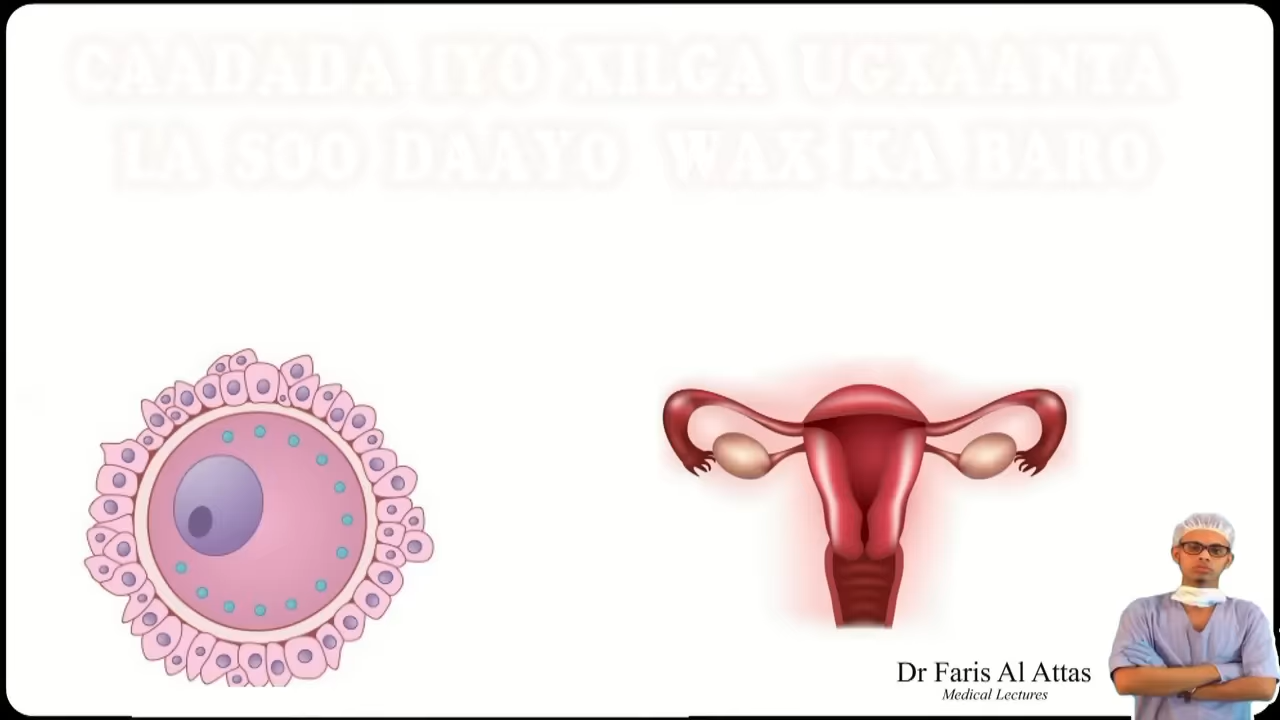 CAADADA IYO XILGA UGXAANTA
LA SOO DAAYO WAX KA BARO
Dr Faris Al Attas
Medical Lectures